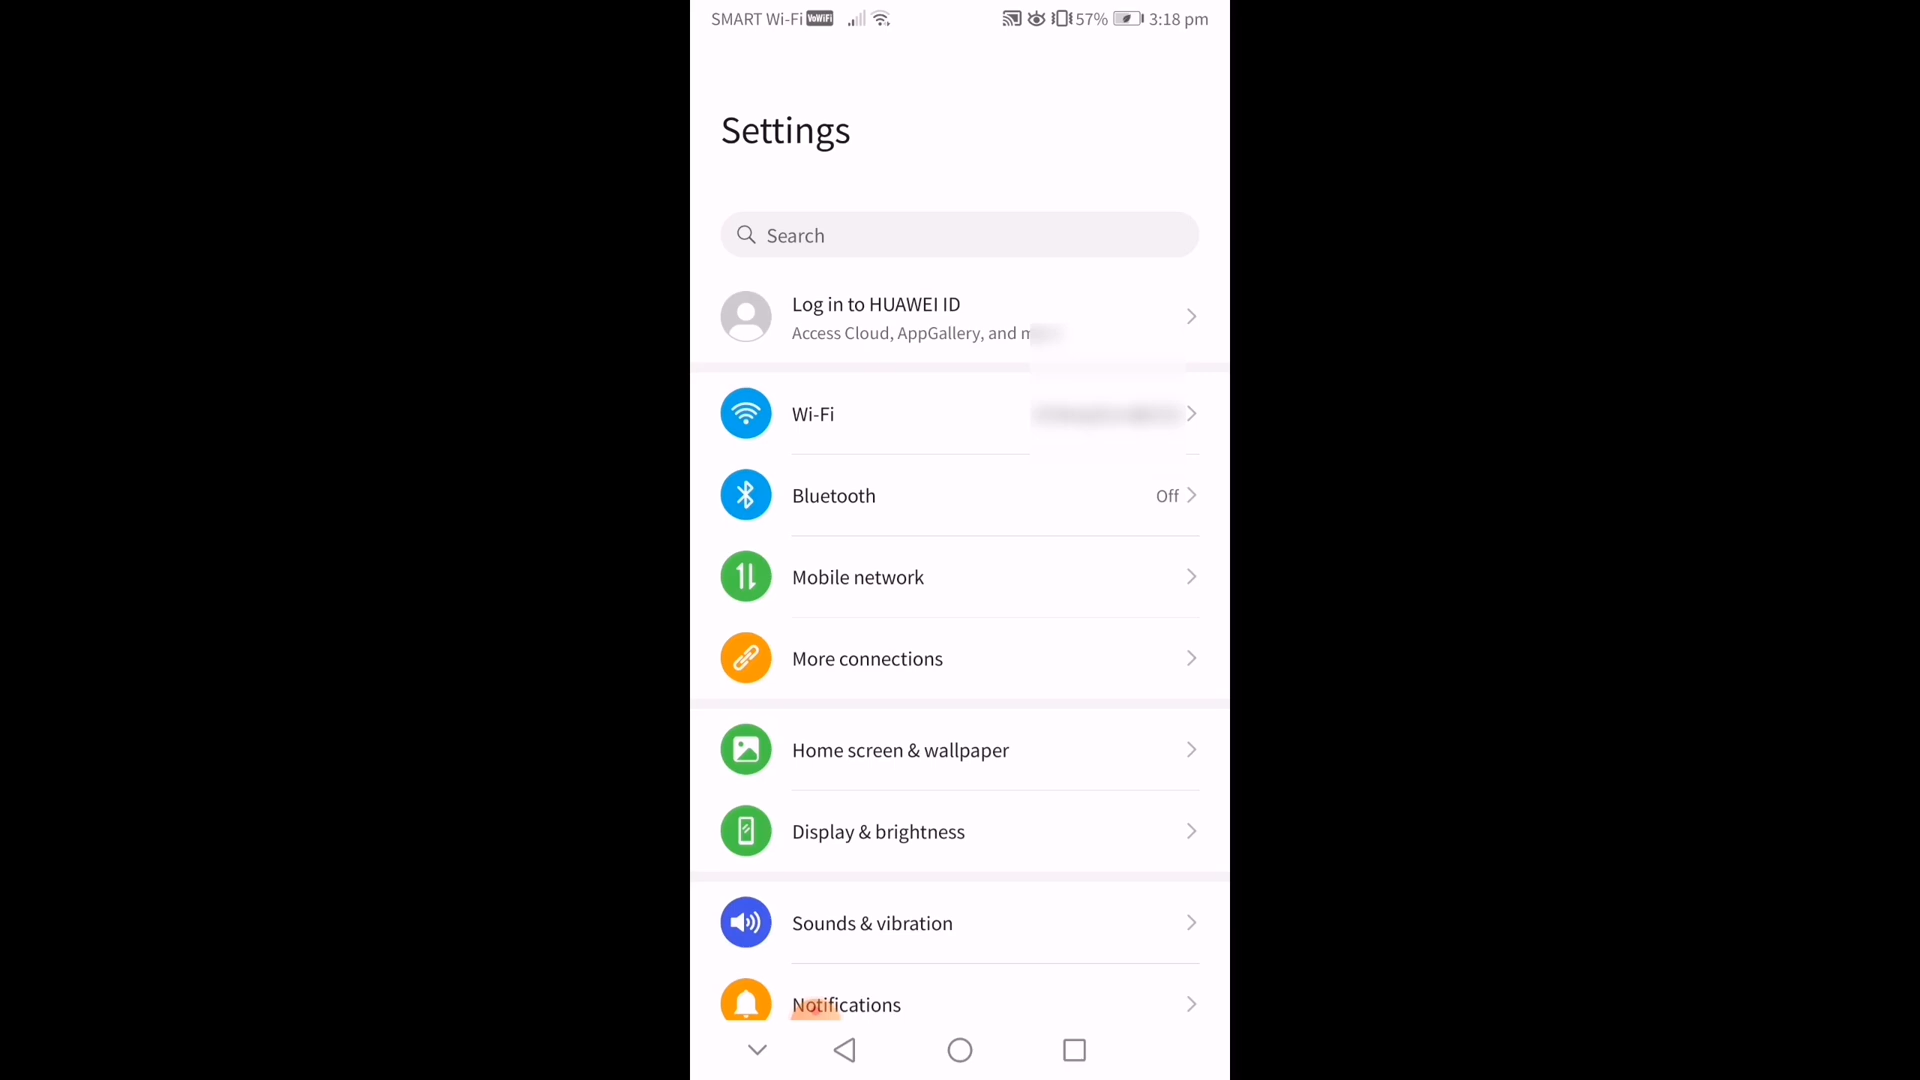 SMART Wi-Fi VoWiFi 57% 3:18 pm
Settings
Search
Log in to HUAWEI ID
Access Cloud, AppGallery, and
Wi-Fi
Bluetooth Off
Mobile network
More connections
Home screen & wallpaper
Display & brightness
Sounds & vibration
Notifications